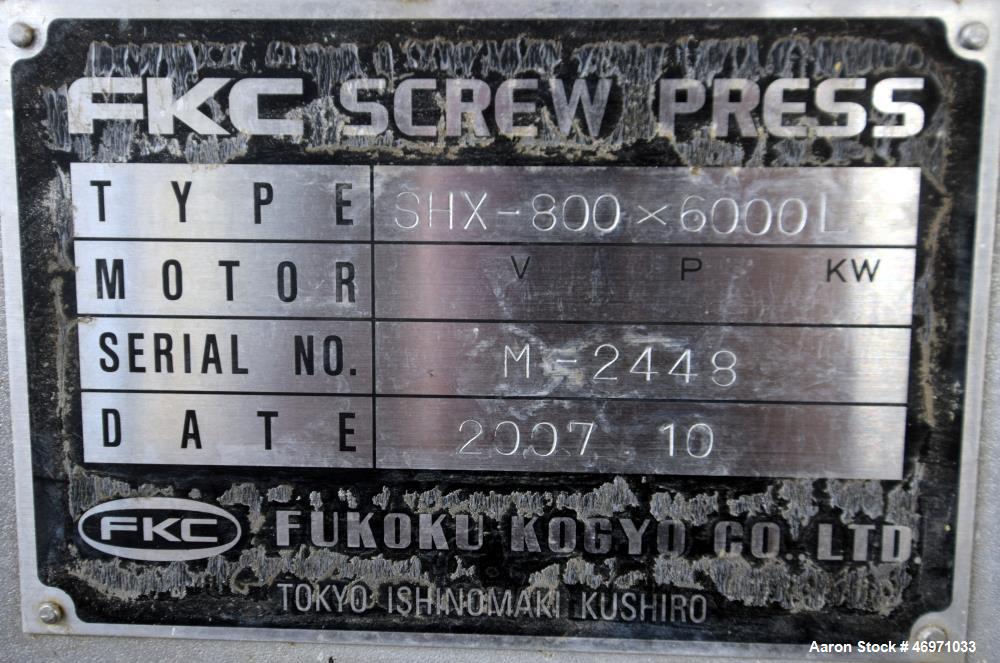 FKC SCREW PRESS
TYPE SHX-800×6000L
MOTOR V P KW
SERIAL NO. M-2448
DATE 2007 10
FKC FUKOKU KOGYO CO., LTD
TOKYO ISHINOMAKI KUSHIRO
Aaron Stock # 46971033